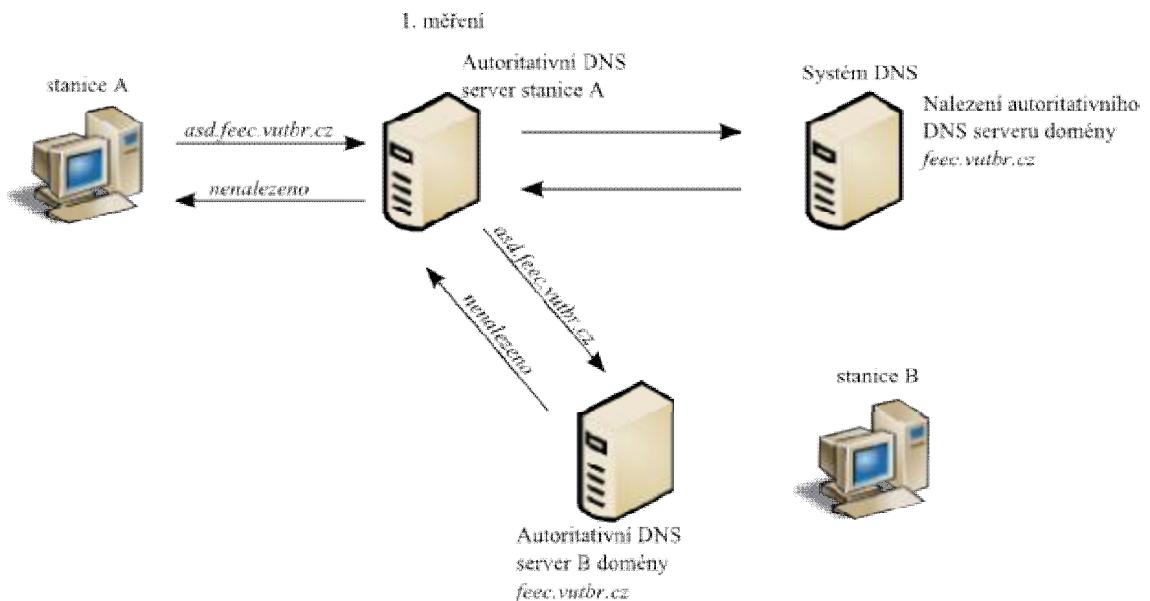 1. měření
stanice A
Autoritativní DNS
server stanice A
Systém DNS
Nalezení autoritativního
DNS serveru domény
feec.vutbr.cz
asd.feec.vutbr.cz
nenalezeno
asd.feec.vutbr.cz
nenalezeno
stanice B
Autoritativní DNS
server B domény
feec.vutbr.cz